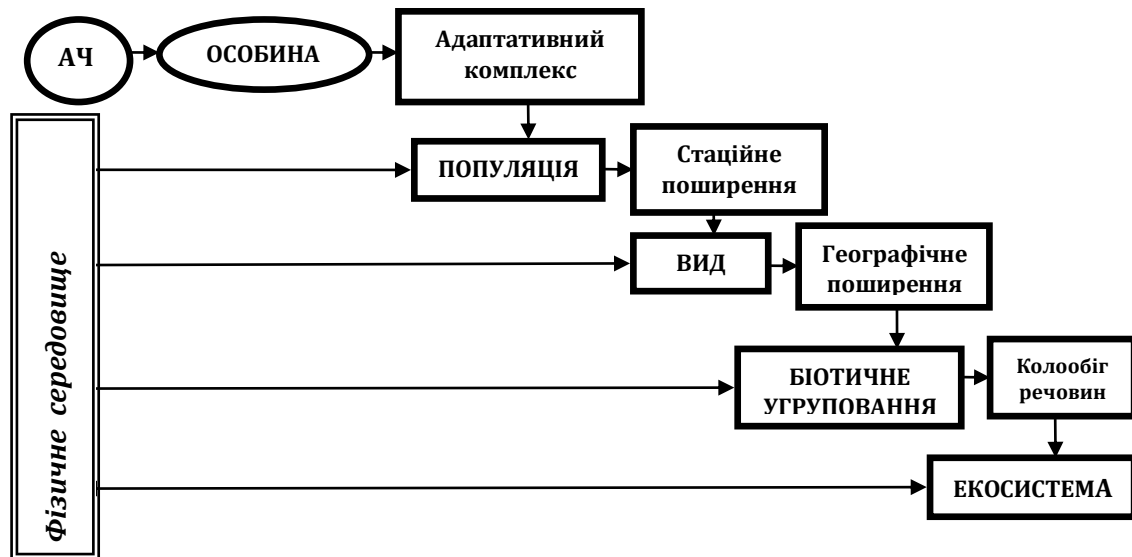 АЧ
ОСОБИНА
Адаптативний
комплекс
ПОПУЛЯЦІЯ
Стаційне
поширення
ВИД
Географічне
поширення
БІОТИЧНЕ
УГРУПОВАННЯ
Колообіг
речовин
ЕКОСИСТЕМА
Фізичне середовище